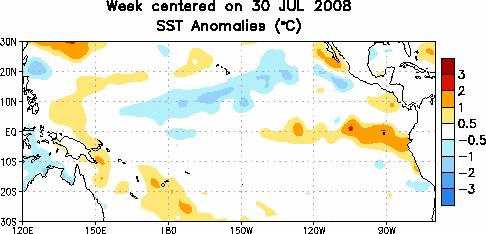 Week centered on 30 JUL 2008
SST Anomalies (°C)
30N
20N
10N
EQ
10S
20S
30S
120E 150E 180 150W 120W 90W
3
2
1
0.5
-0.5
-1
-2
-3